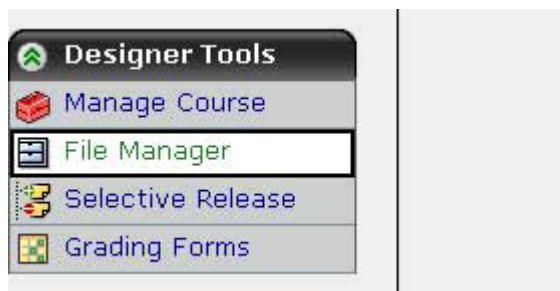 Designer Tools
Manage Course
File Manager
Selective Release
Grading Forms